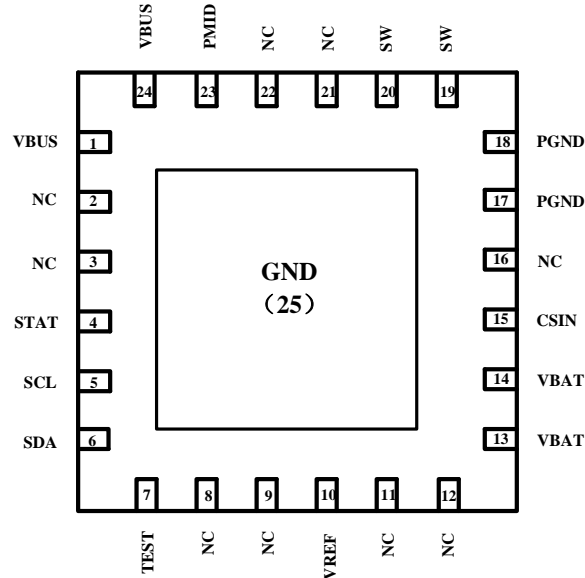 VBUS
PMID
NC
NC
SW
SW
24
23
22
21
20
19
VBUS 1
18 PGND
NC 2
17 PGND
NC 3
16 NC
GND
（25）
STAT 4
15 CSIN
SCL 5
14 VBAT
SDA 6
13 VBAT
7
8
9
10
11
12
TEST
NC
NC
VREF
NC
NC